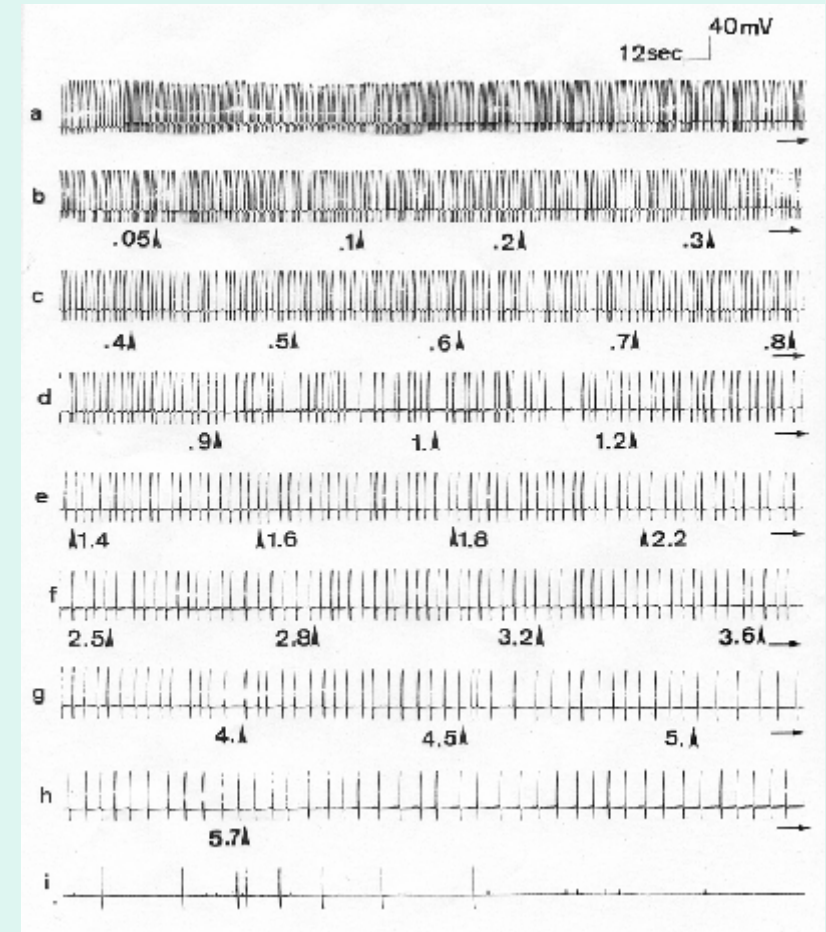 40mV
12sec
a
b
.05 .1 .2 .3
c
.4 .5 .6 .7 .8
d
.9 1. 1.2
e
1.4 1.6 1.8 2.2
f
2.5 2.8 3.2 3.6
g
4. 4.5 5.
h
5.7
i